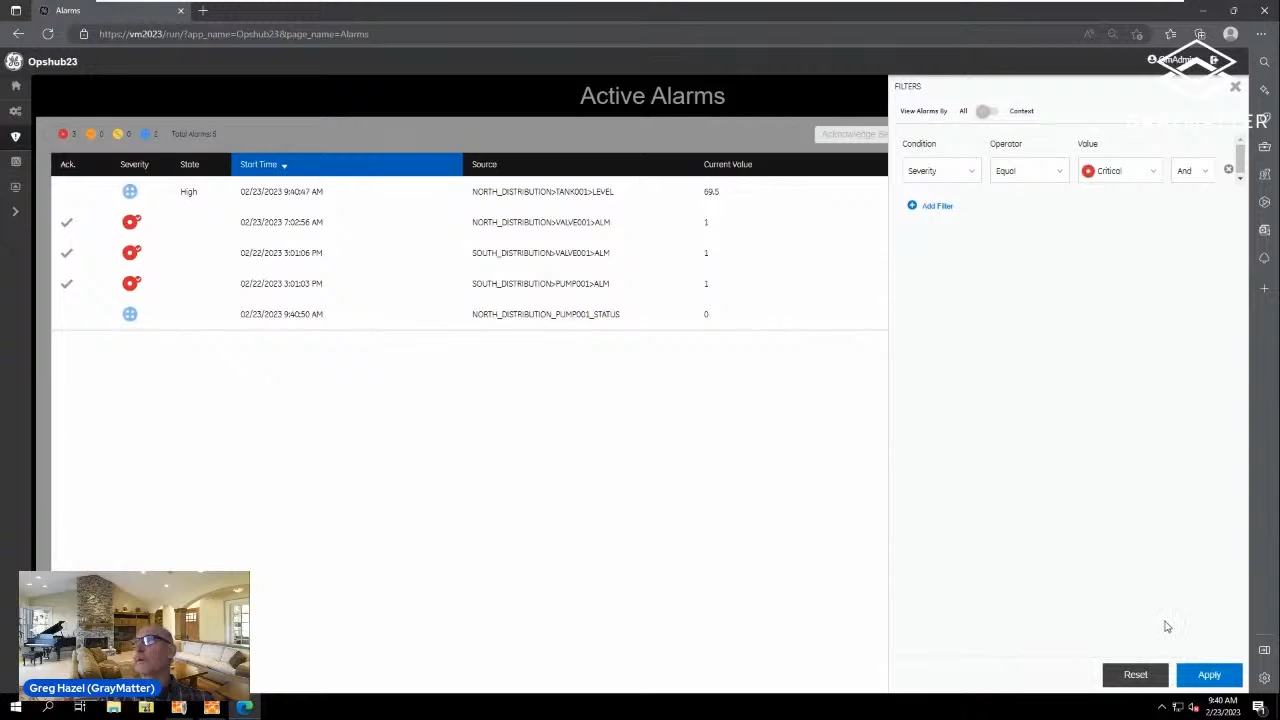 Alarms
https://vm2023/run/?app_name=Opshub23&page_name=Alarms
Opshub23
Active Alarms
3 0 0 2 Total Alarms:5
Ack. Severity State Start Time Source Current Value
High 02/23/2023 9:40:47 AM NORTH_DISTRIBUTION>TANK001>LEVEL 69.5
02/23/2023 7:02:56 AM NORTH_DISTRIBUTION>VALVE001>ALM 1
02/22/2023 3:01:06 PM SOUTH_DISTRIBUTION>VALVE001>ALM 1
02/22/2023 3:01:03 PM SOUTH_DISTRIBUTION>PUMP001>ALM 1
02/23/2023 9:40:50 AM NORTH_DISTRIBUTION_PUMP001_STATUS 0
FILTERS
View Alarms By All Context
Condition Operator Value
Severity Equal Critical And
Add Filter
Reset Apply
Greg Hazel (GrayMatter)
9:40 AM
2/23/2023